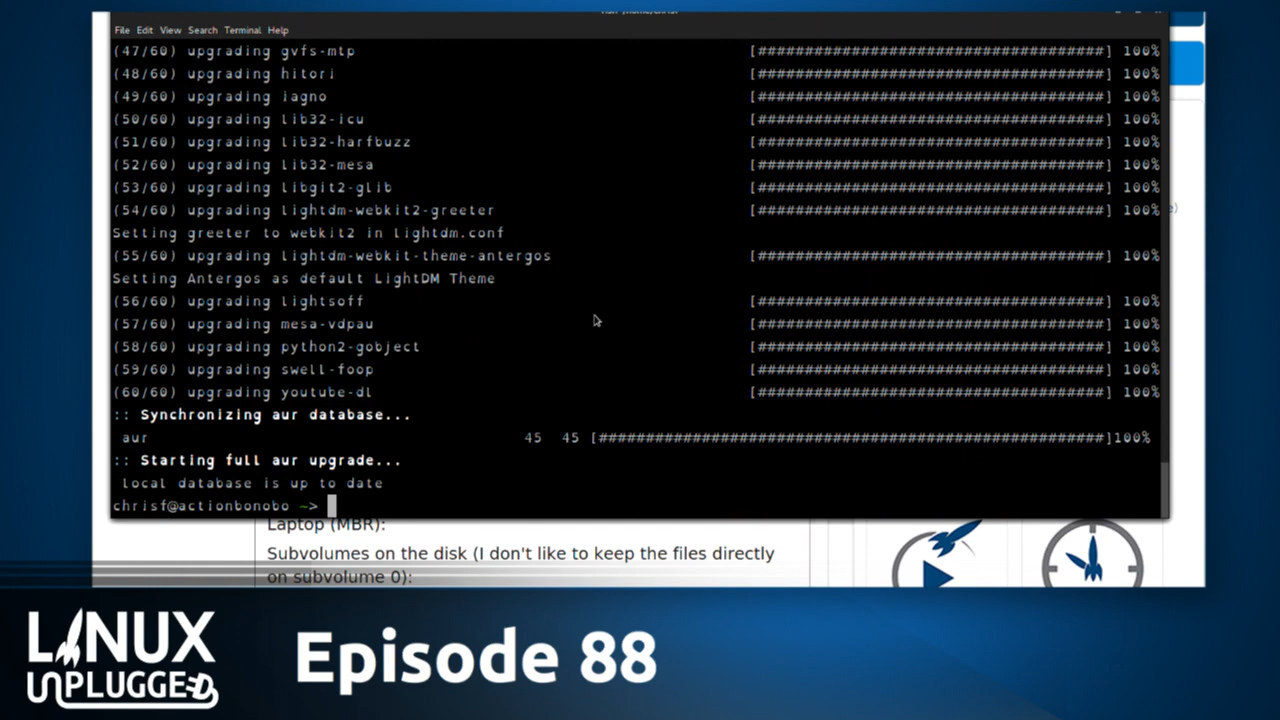 File Edit View Search Terminal Help
(47/60) upgrading gvfs-mtp [#####################################] 100%
(48/60) upgrading hitori [#####################################] 100%
(49/60) upgrading iagno [#####################################] 100%
(50/60) upgrading lib32-icu [#####################################] 100%
(51/60) upgrading lib32-harfbuzz [#####################################] 100%
(52/60) upgrading lib32-mesa [#####################################] 100%
(53/60) upgrading libgit2-glib [#####################################] 100%
(54/60) upgrading lightdm-webkit2-greeter [#####################################] 100%
Setting greeter to webkit2 in lightdm.conf
(55/60) upgrading lightdm-webkit-theme-antergos [#####################################] 100%
Setting Antergos as default LightDM Theme
(56/60) upgrading lightsoff [#####################################] 100%
(57/60) upgrading mesa-vdpau [#####################################] 100%
(58/60) upgrading python2-gobject [#####################################] 100%
(59/60) upgrading swell-foop [#####################################] 100%
(60/60) upgrading youtube-dl [#####################################] 100%
:: Synchronizing aur database...
aur 45 45 [######################################################]100%
:: Starting full aur upgrade...
local database is up to date
chrisf@actionbonobo ~>
Laptop (MBR):
Subvolumes on the disk (I don't like to keep the files directly
on subvolume 0):
LINUX
UNPLUGGED
Episode 88